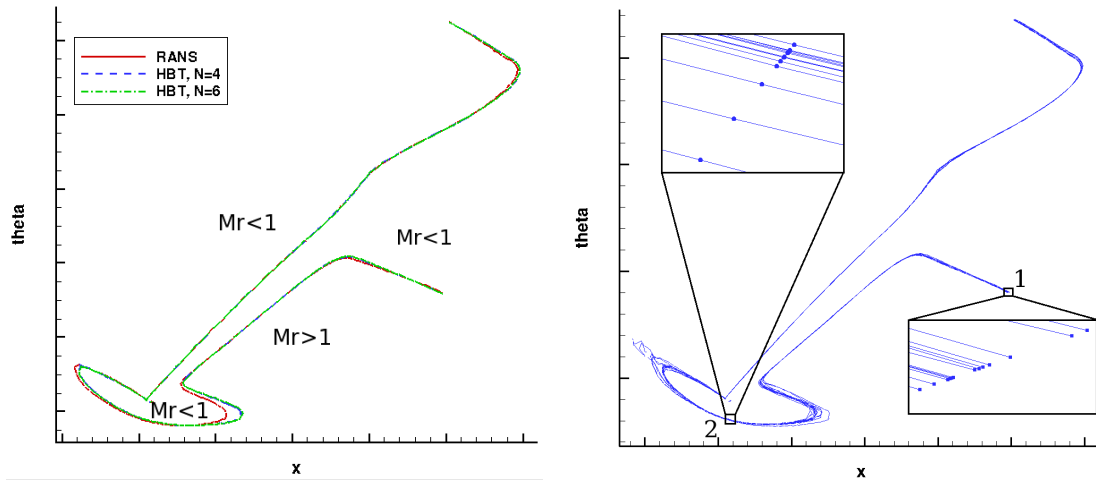 RANS
HBT, N=4
HBT, N=6
Mr<1
Mr<1
Mr>1
Mr<1
theta
x
1
2
theta
x